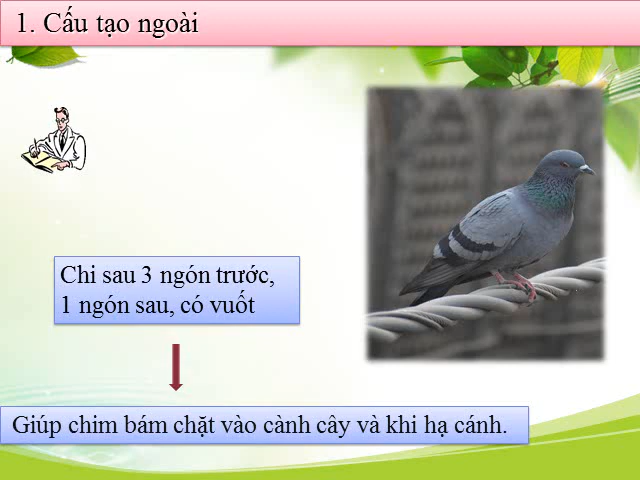 1. Cấu tạo ngoài
Chi sau 3 ngón trước,
1 ngón sau, có vuốt
Giúp chim bám chặt vào cành cây và khi hạ cánh.